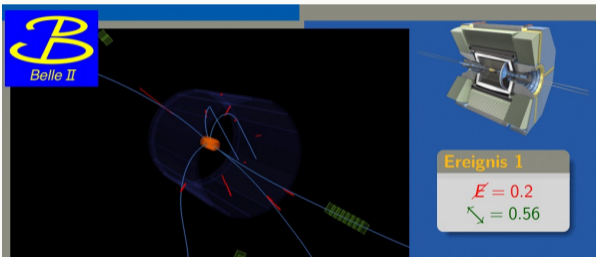 Belle II
Ereignis 1
E̸ = 0.2
⤡ = 0.56